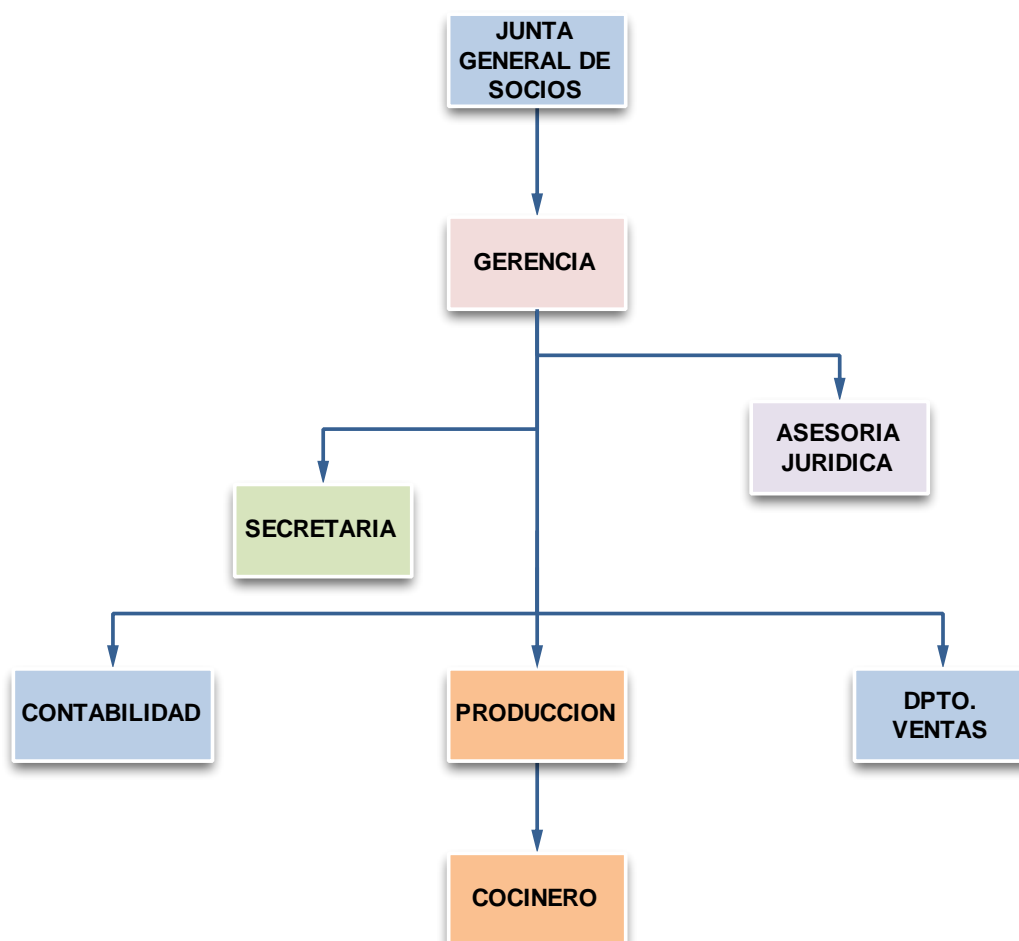 JUNTA
GENERAL DE
SOCIOS
GERENCIA
ASESORIA
JURIDICA
SECRETARIA
CONTABILIDAD
PRODUCCION
DPTO.
VENTAS
COCINERO